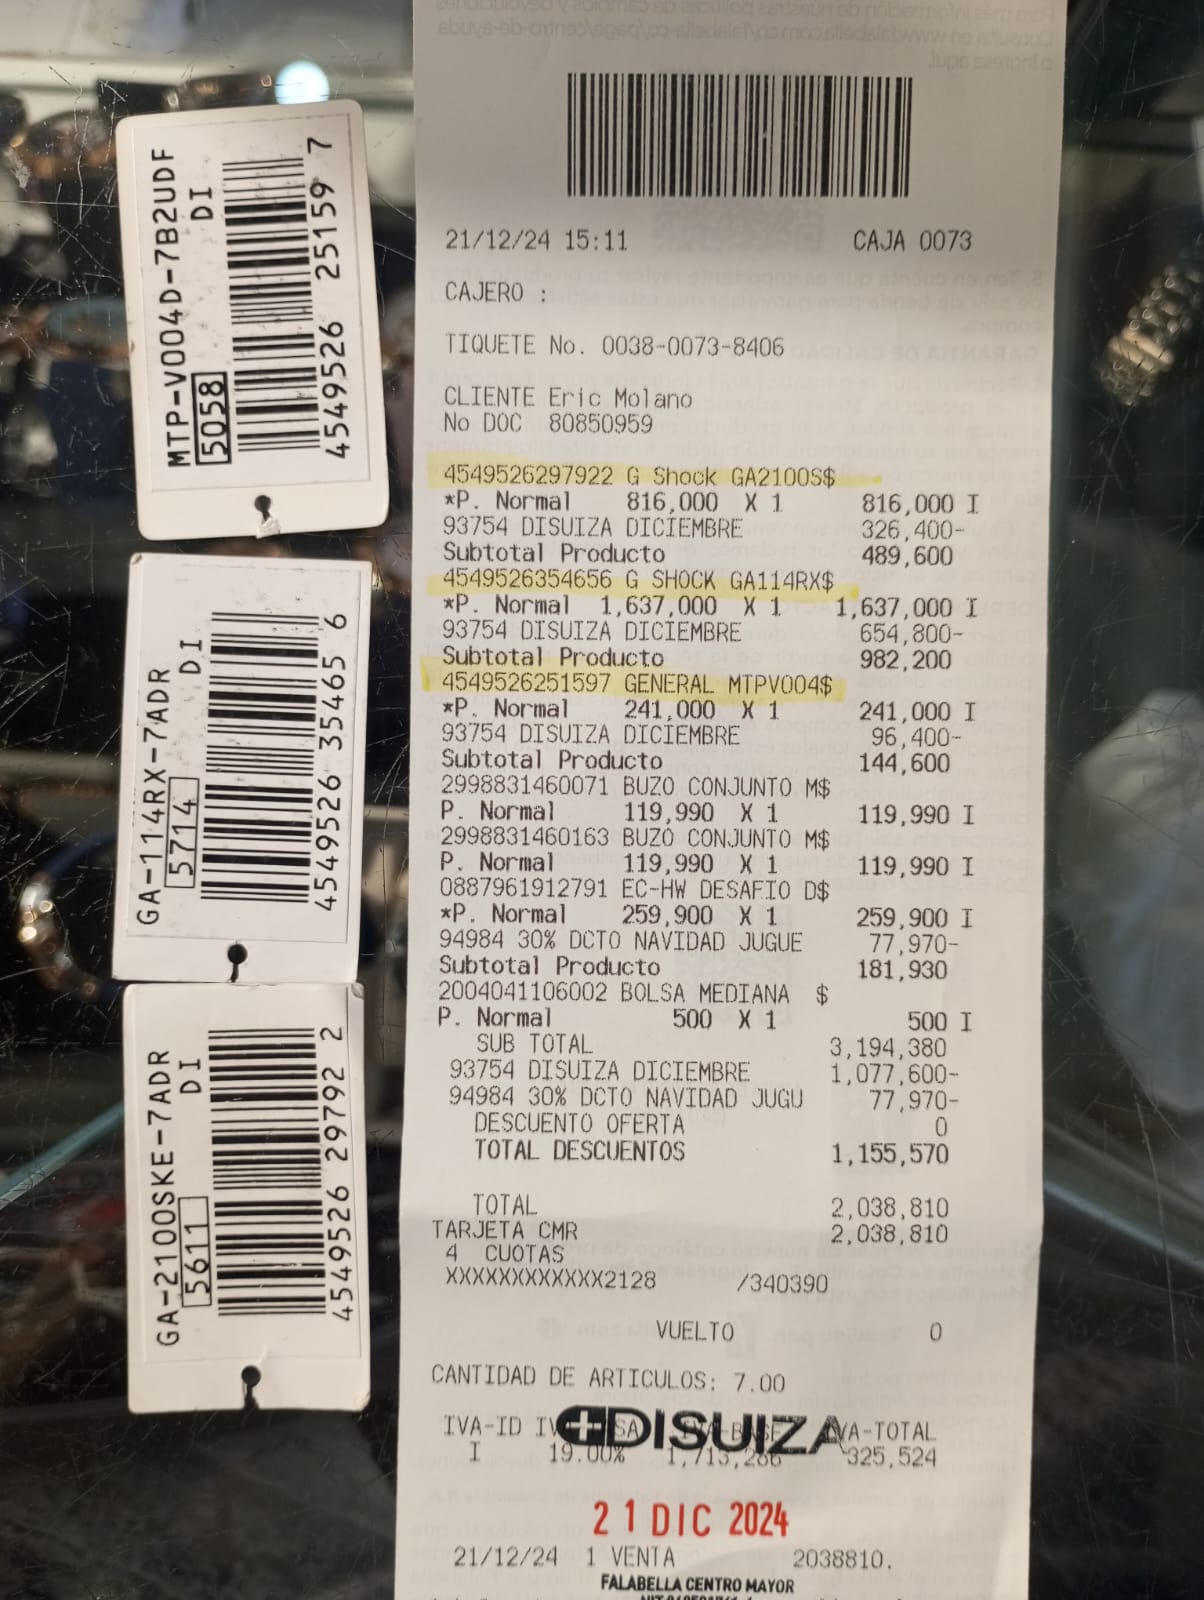 MTP-V004D-7B2UDF
DI
5058
4549526 25159 7
GA-114RX-7ADR
DI
5714
4549526 35465 6
GA-2100SKE-7ADR
DI
5611
4549526 29792 2
21/12/24 15:11 CAJA 0073
CAJERO :
TIQUETE No. 0038-0073-8406
CLIENTE Eric Molano
No DOC 80850959
4549526297922 G Shock GA2100S$
*P. Normal 816,000 X 1 816,000 I
93754 DISUIZA DICIEMBRE 326,400-
Subtotal Producto 489,600
4549526354656 G SHOCK GA114RX$
*P. Normal 1,637,000 X 1 1,637,000 I
93754 DISUIZA DICIEMBRE 654,800-
Subtotal Producto 982,200
4549526251597 GENERAL MTPV004$
*P. Normal 241,000 X 1 241,000 I
93754 DISUIZA DICIEMBRE 96,400-
Subtotal Producto 144,600
2998831460071 BUZO CONJUNTO M$
P. Normal 119,990 X 1 119,990 I
2998831460163 BUZO CONJUNTO M$
P. Normal 119,990 X 1 119,990 I
0887961912791 EC-HW DESAFIO D$
*P. Normal 259,900 X 1 259,900 I
94984 30% DCTO NAVIDAD JUGUE 77,970-
Subtotal Producto 181,930
2004041106002 BOLSA MEDIANA $
P. Normal 500 X 1 500 I
SUB TOTAL 3,194,380
93754 DISUIZA DICIEMBRE 1,077,600-
94984 30% DCTO NAVIDAD JUGU 77,970-
DESCUENTO OFERTA 0
TOTAL DESCUENTOS 1,155,570
TOTAL 2,038,810
TARJETA CMR 2,038,810
4 CUOTAS
XXXXXXXXXXXX2128 /340390
VUELTO 0
CANTIDAD DE ARTICULOS: 7.00
IVA-ID IVA-TOTAL
DISUIZA
I 19.00% 1,713,286 325,524
21 DIC 2024
21/12/24 1 VENTA 2038810.
FALABELLA CENTRO MAYOR